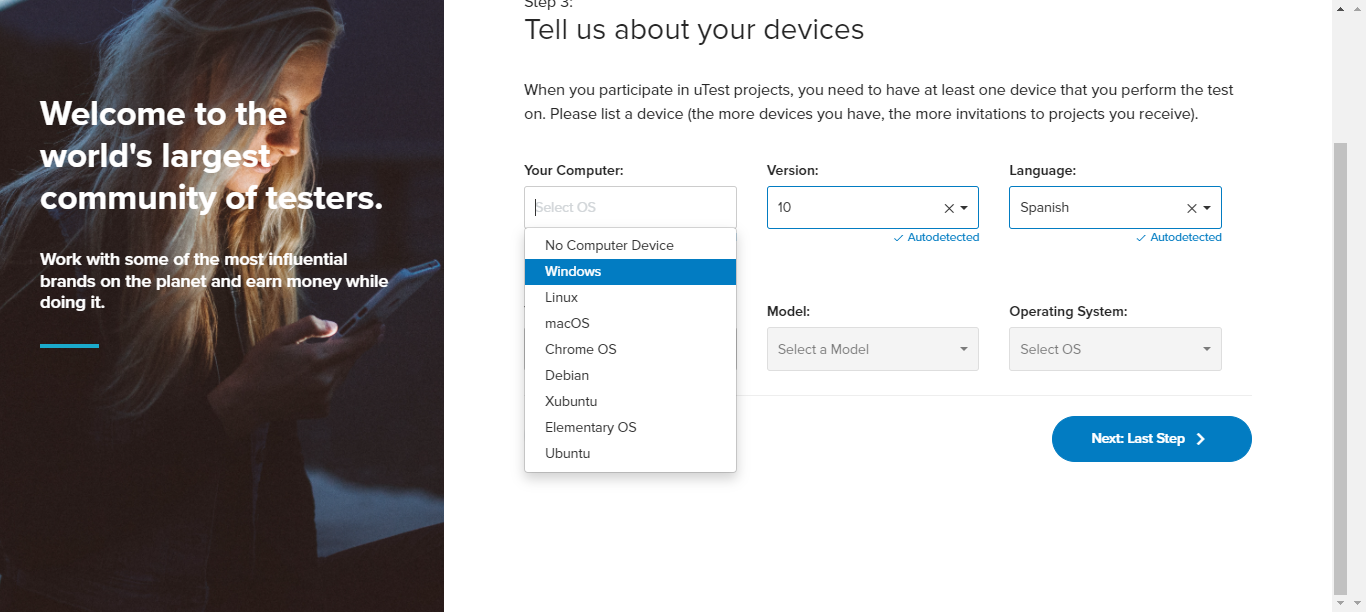 Welcome to the
world's largest
community of testers.
Work with some of the most influential
brands on the planet and earn money while
doing it.
Step 3:
Tell us about your devices
When you participate in uTest projects, you need to have at least one device that you perform the test
on. Please list a device (the more devices you have, the more invitations to projects you receive).
Your Computer:
Select OS
No Computer Device
Windows
Linux
macOS
Chrome OS
Debian
Xubuntu
Elementary OS
Ubuntu
Version:
10
Autodetected
Language:
Spanish
Autodetected
Model:
Select a Model
Operating System:
Select OS
Next: Last Step